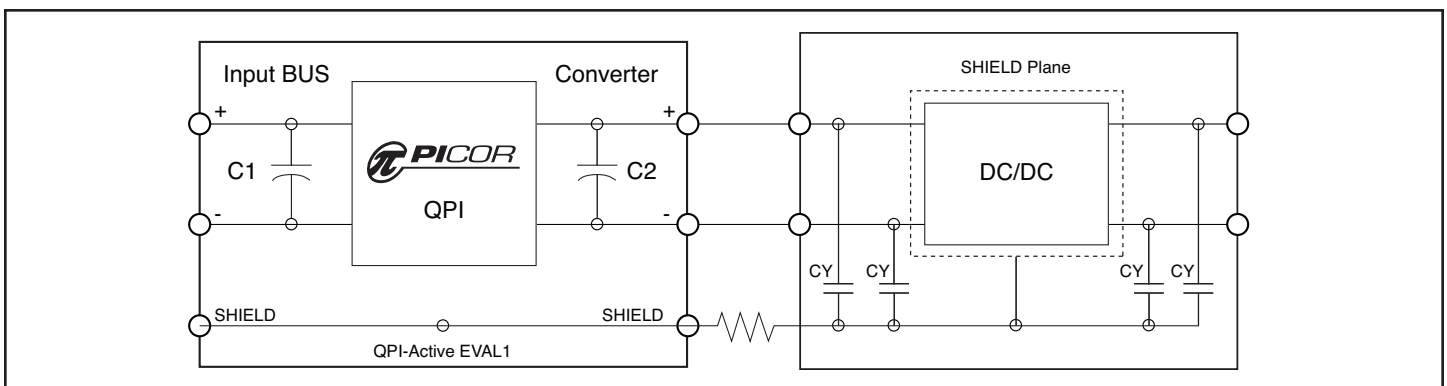 Input BUS
Converter
SHIELD Plane
+
+
C1
π PICOR
QPI
C2
DC/DC
-
-
CY
CY
CY
CY
SHIELD
SHIELD
QPI-Active EVAL1